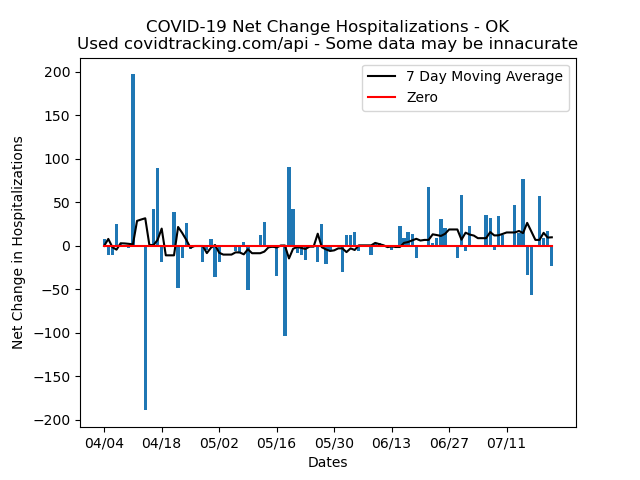 COVID-19 Net Change Hospitalizations - OK
Used covidtracking.com/api - Some data may be innacurate
7 Day Moving Average
Zero
Net Change in Hospitalizations
200
150
100
50
0
−50
−100
−150
−200
04/04 04/18 05/02 05/16 05/30 06/13 06/27 07/11
Dates